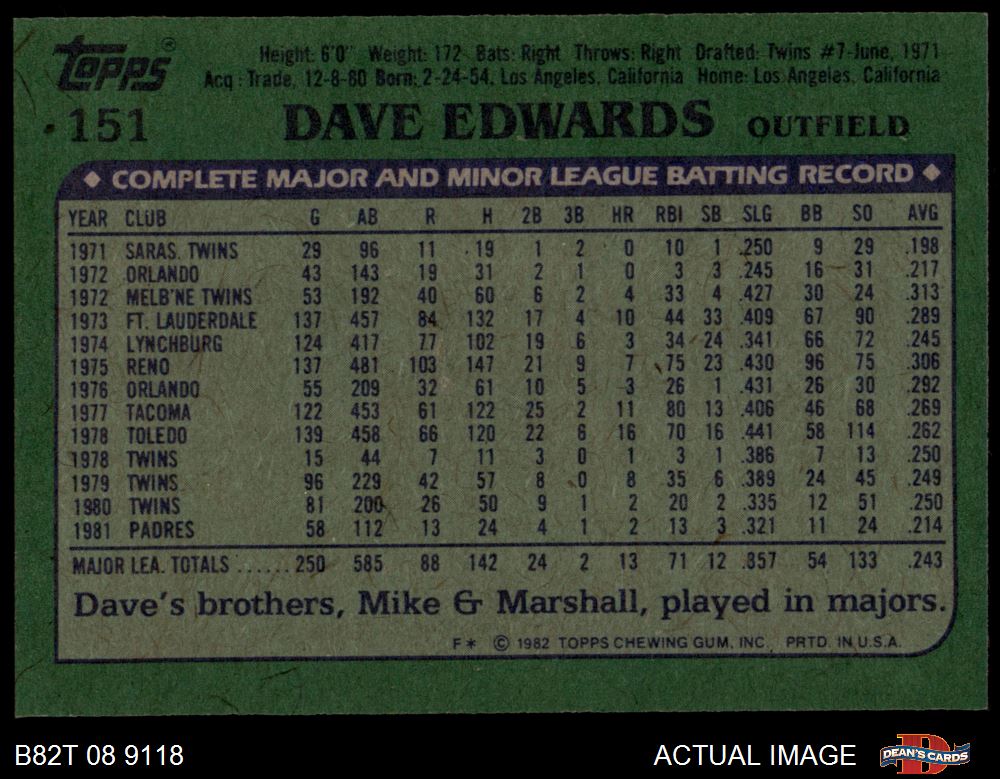 Topps®
Height: 6'0" Weight: 172 Bats: Right Throws: Right Drafted: Twins #7-June, 1971
Acq.: Trade, 12-8-80 Born: 2-24-54, Los Angeles, California Home: Los Angeles, California
151 DAVE EDWARDS OUTFIELD
◆ COMPLETE MAJOR AND MINOR LEAGUE BATTING RECORD ◆
YEAR CLUB G AB R H 2B 3B HR RBI SB SLG BB SO AVG
1971 SARAS. TWINS 29 96 11 19 1 2 0 10 1 .250 9 29 .198
1972 ORLANDO 43 143 19 31 2 1 0 3 3 .245 16 31 .217
1972 MELB'NE TWINS 53 192 40 60 6 2 4 33 4 .427 30 24 .313
1973 FT. LAUDERDALE 137 457 84 132 17 4 10 44 33 .409 67 90 .289
1974 LYNCHBURG 124 417 77 102 19 6 3 34 24 .341 66 72 .245
1975 RENO 137 481 103 147 21 9 7 75 23 .430 96 75 .306
1976 ORLANDO 55 209 32 61 10 5 3 26 1 .431 26 30 .292
1977 TACOMA 122 453 61 122 25 2 11 80 13 .406 46 68 .269
1978 TOLEDO 139 458 66 120 22 6 16 70 16 .441 58 114 .262
1978 TWINS 15 44 7 11 3 0 1 3 1 .386 7 13 .250
1979 TWINS 96 229 42 57 8 0 8 35 6 .389 24 45 .249
1980 TWINS 81 200 26 50 9 1 2 20 2 .335 12 51 .250
1981 PADRES 58 112 13 24 4 1 2 13 3 .321 11 24 .214
MAJOR LEA. TOTALS ...... 250 585 88 142 24 2 13 71 12 .357 54 133 .243
Dave's brothers, Mike & Marshall, played in majors.
F* © 1982 TOPPS CHEWING GUM, INC. PRTD. IN U.S.A.
B82T 08 9118 ACTUAL IMAGE DEAN'S CARDS